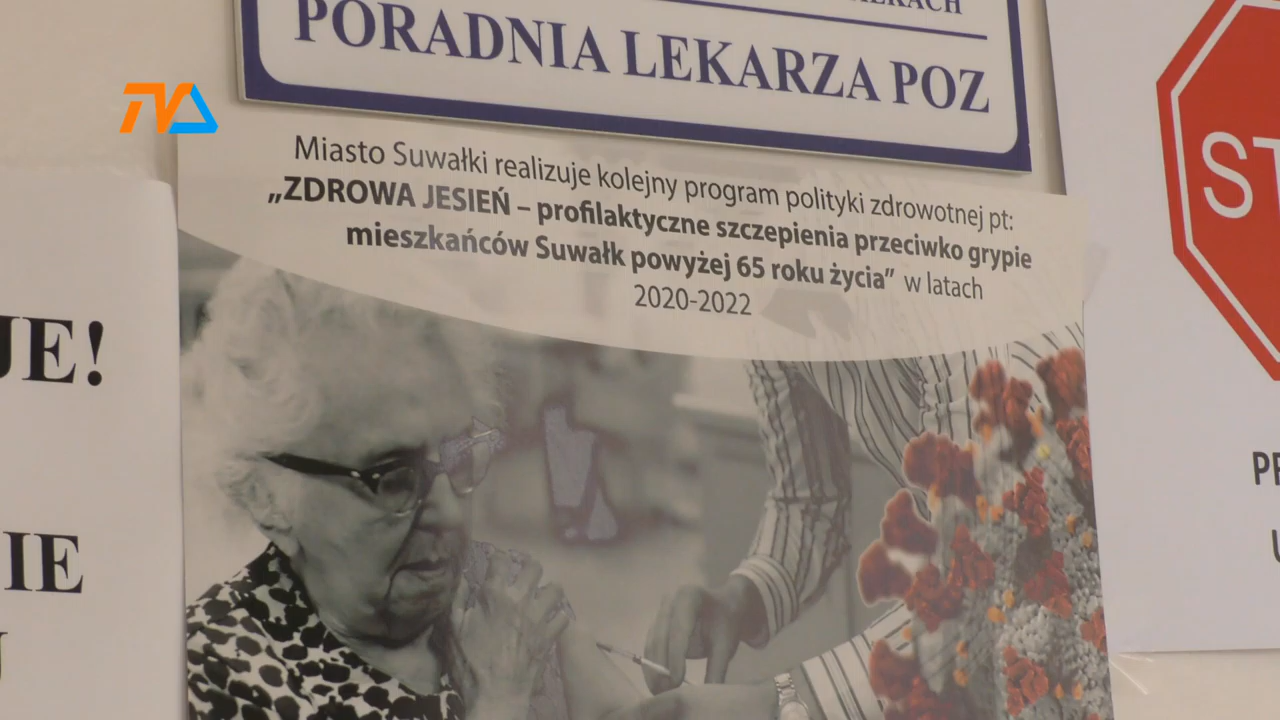 PORADNIA LEKARZA POZ
TVA
Miasto Suwałki realizuje kolejny program polityki zdrowotnej pt:
„ZDROWA JESIEŃ – profilaktyczne szczepienia przeciwko grypie
mieszkańców Suwałk powyżej 65 roku życia” w latach
2020-2022
JE!
IE
ST